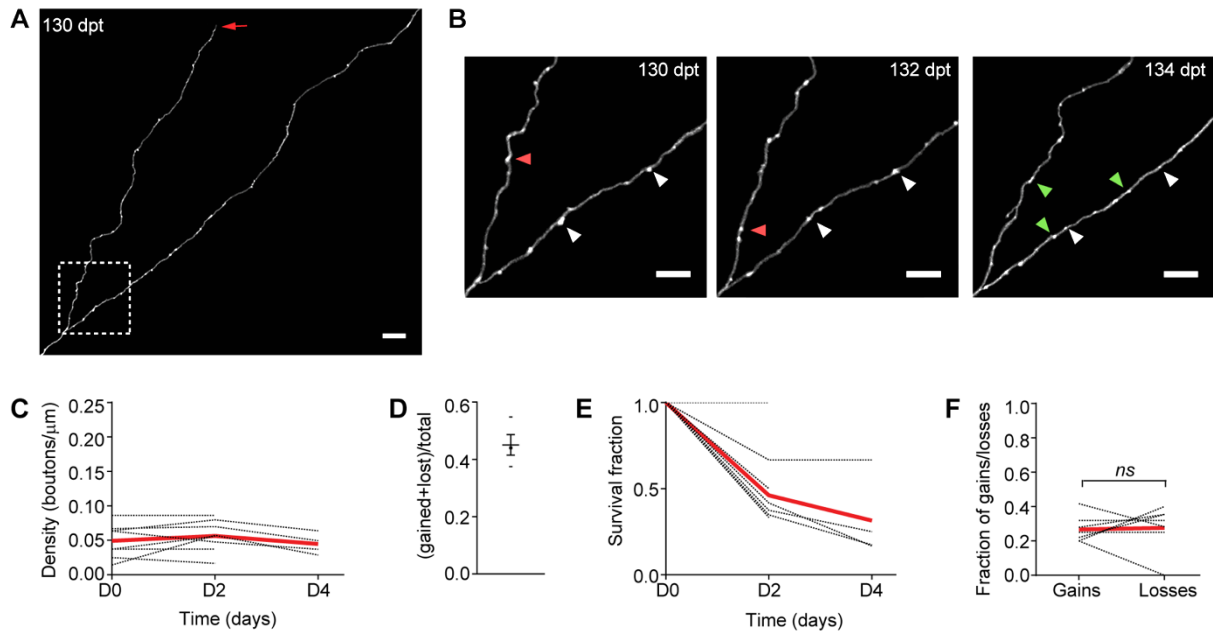 A
130 dpt
B
130 dpt
132 dpt
134 dpt
C
Density (boutons/μm)
0.25
0.20
0.15
0.10
0.05
0.00
D0
D2
D4
Time (days)
D
(gained+lost)/total
0.6
0.4
0.2
0.0
E
Survival fraction
1.0
0.5
0.0
D0
D2
D4
Time (days)
F
Fraction of gains/losses
1.0
0.8
0.6
0.4
0.2
0.0
ns
Gains
Losses